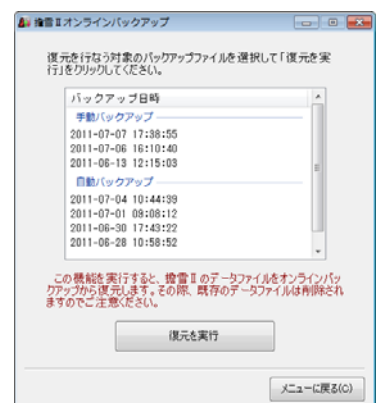 擔雪Ⅱオンラインバックアップ
復元を行なう対象のバックアップファイルを選択して「復元を実
行」をクリックしてください。
バックアップ日時
手動バックアップ
2011-07-07 17:38:55
2011-07-06 16:10:40
2011-06-13 12:15:03
自動バックアップ
2011-07-04 10:44:39
2011-07-01 09:08:12
2011-06-30 17:43:22
2011-06-28 10:58:52
この機能を実行すると、擔雪Ⅱのデータファイルをオンラインバッ
クアップから復元します。その際、既存のデータファイルは削除され
ますのでご注意ください。
復元を実行
メニューに戻る(C)